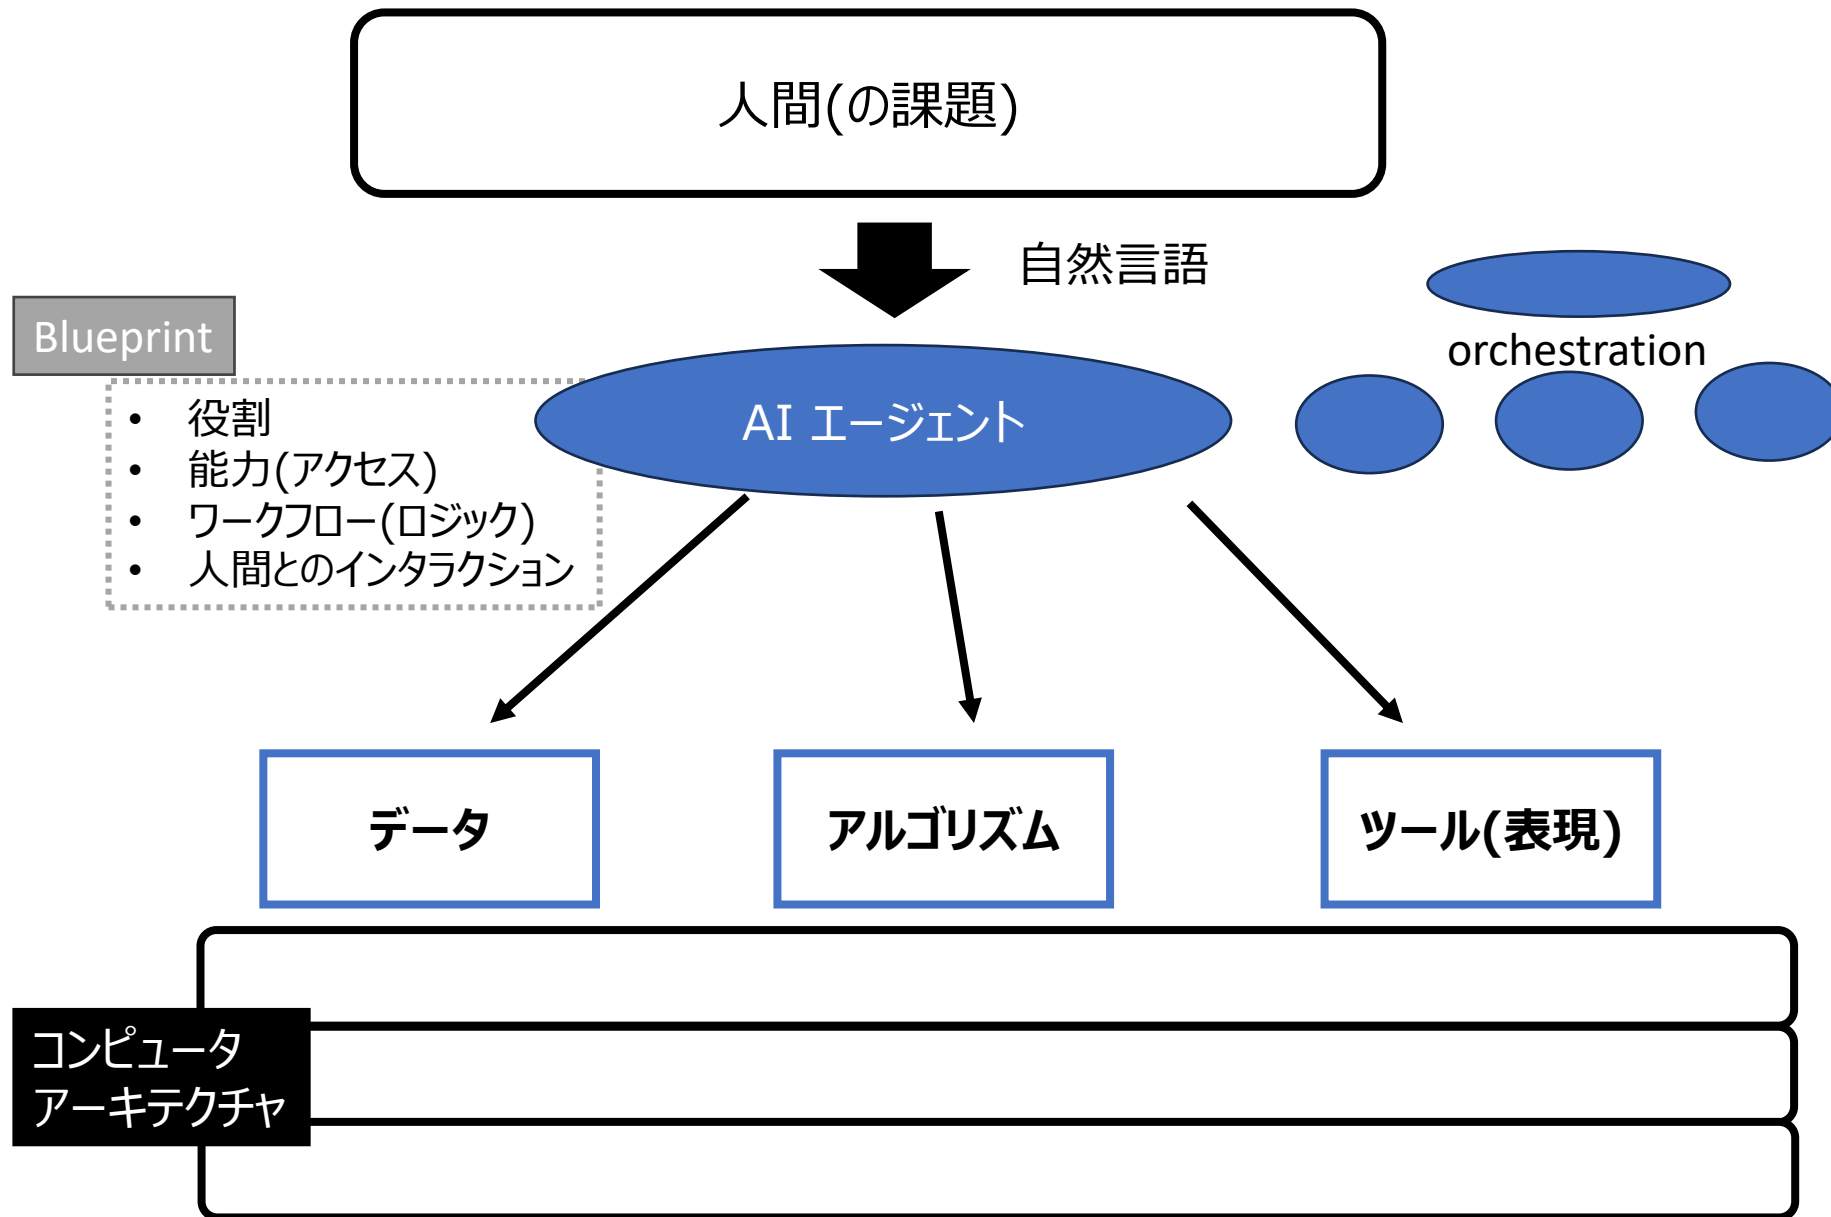 人間(の課題)
自然言語
Blueprint
orchestration
• 役割
• 能力(アクセス)
• ワークフロー(ロジック)
• 人間とのインタラクション
AI エージェント
データ
アルゴリズム
ツール(表現)
コンピュータ
アーキテクチャ